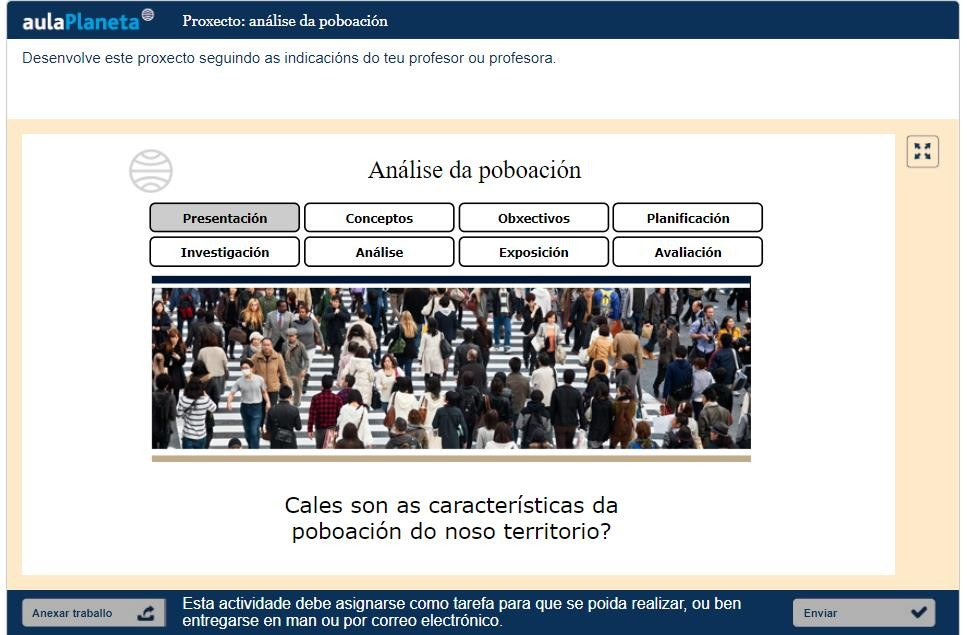 aulaPlaneta
Proxecto: análise da poboación
Desenvolve este proxecto seguindo as indicacións do teu profesor ou profesora.
Análise da poboación
Presentación
Conceptos
Obxectivos
Planificación
Investigación
Análise
Exposición
Avaliación
Cales son as características da
poboación do noso territorio?
Anexar traballo
Esta actividade debe asignarse como tarefa para que se poida realizar, ou ben
entregarse en man ou por correo electrónico.
Enviar